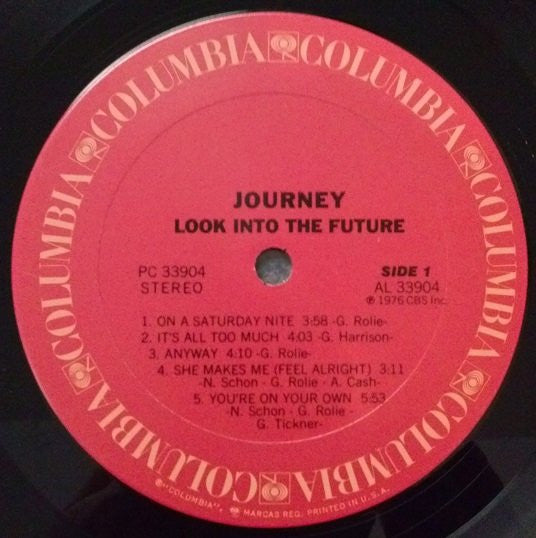 COLUMBIA COLUMBIA COLUMBIA COLUMBIA COLUMBIA COLUMBIA
JOURNEY
LOOK INTO THE FUTURE
PC 33904
STEREO
SIDE 1
AL 33904
℗ 1976 CBS Inc.
1. ON A SATURDAY NITE 3:58 -G. Rolie-
2. IT'S ALL TOO MUCH 4:03 -G. Harrison-
3. ANYWAY 4:10 -G. Rolie-
4. SHE MAKES ME (FEEL ALRIGHT) 3:11
-N. Schon - G. Rolie - A. Cash-
5. YOU'RE ON YOUR OWN 5:53
-N. Schon - G. Rolie -
G. Tickner-
"COLUMBIA", MARCAS REG. PRINTED IN U.S.A.